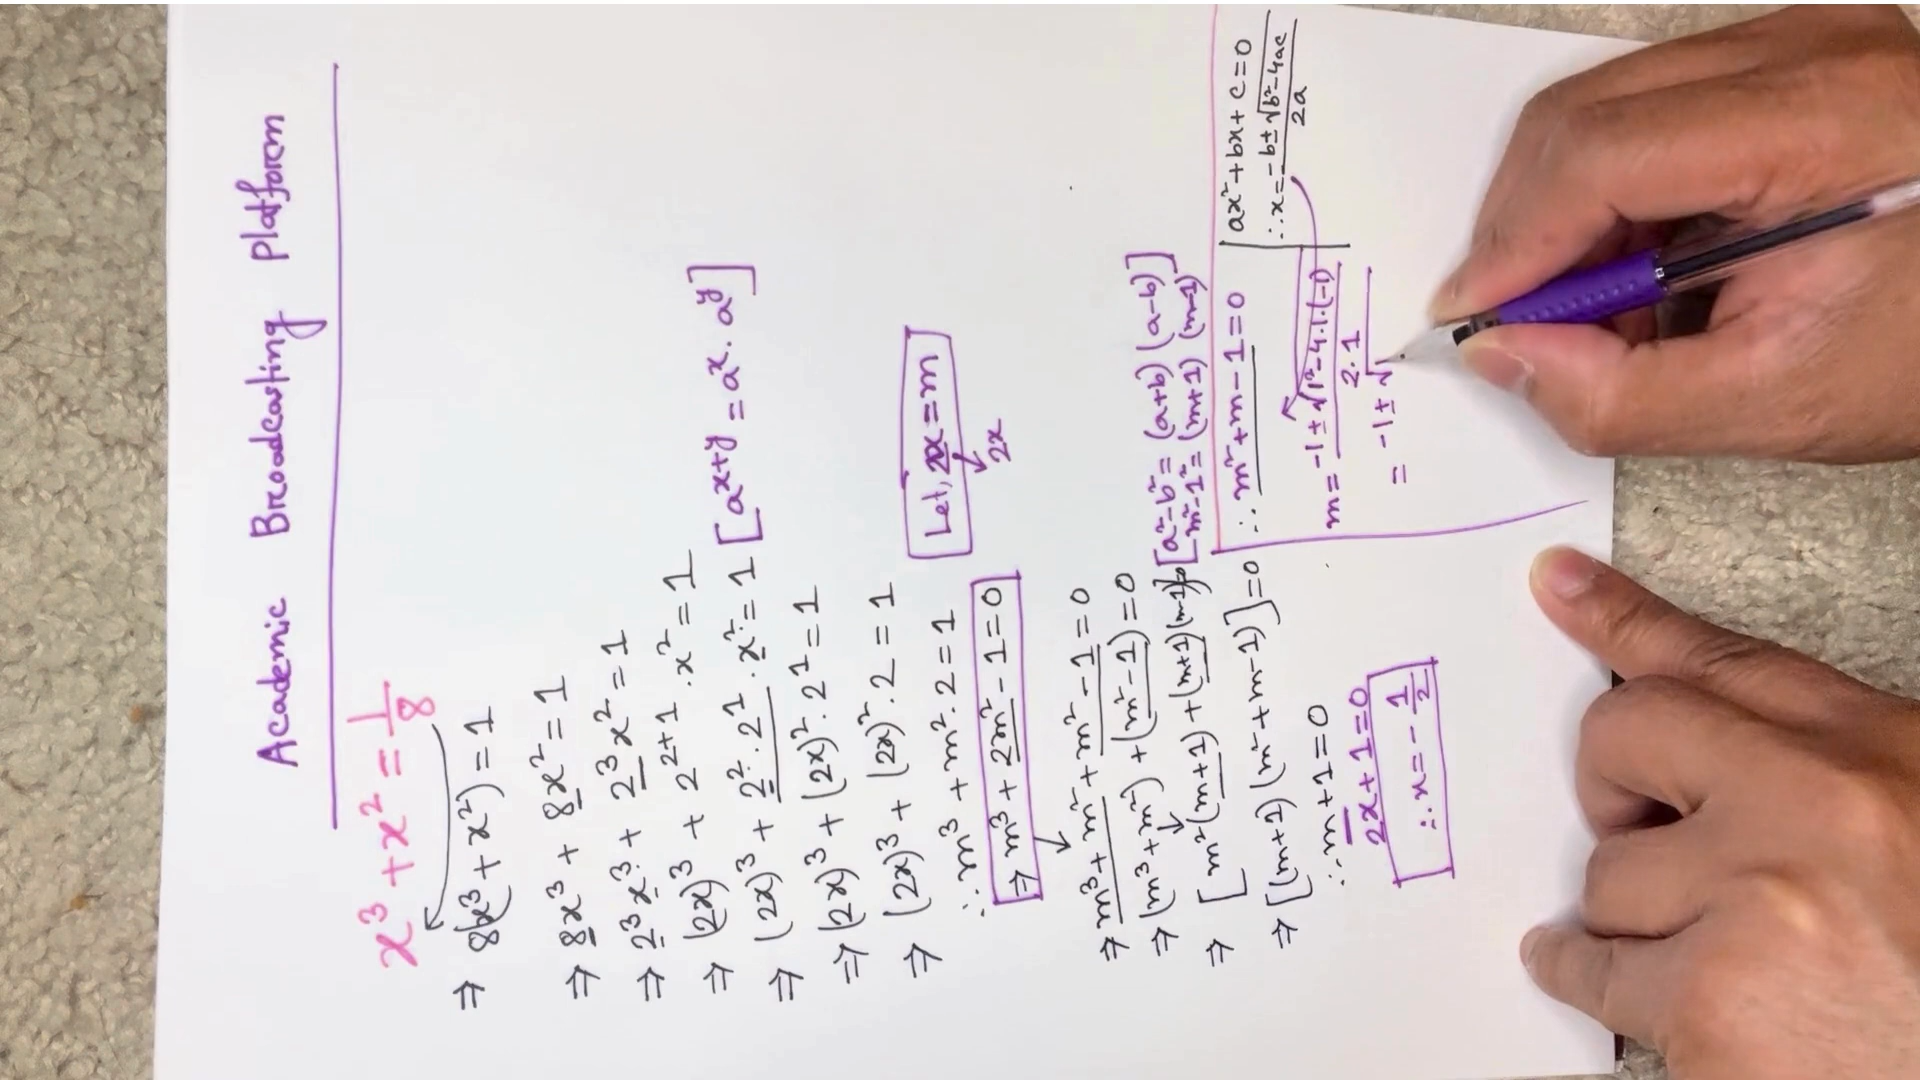 Academic Broadcasting Platform
x³ + x² = 1/8
⇒ 8(x³ + x²) = 1
⇒ 8x³ + 8x² = 1
⇒ 2³x³ + 2³x² = 1
⇒ (2x)³ + 2²⁺¹ · x² = 1
⇒ (2x)³ + 2² · 2¹ · x² = 1 [aˣ⁺ʸ = aˣ · aʸ]
⇒ (2x)³ + (2x)² · 2¹ = 1
⇒ (2x)³ + (2x)² · 2 = 1
∴ m³ + m² · 2 = 1
Let, 2x = m
2x
⇒ m³ + 2m² - 1 = 0
⇒ m³ + m² + m² - 1 = 0
⇒ (m³ + m²) + (m² - 1) = 0
[a² - b² = (a+b) (a-b)]
m² - 1² = (m+1) (m-1)
⇒ [m²(m+1) + (m+1)(m-1)] = 0
⇒ [(m+1) (m² + m - 1)] = 0
∴ m + 1 = 0
2x + 1 = 0
∴ x = - 1/2
∴ m² + m - 1 = 0
ax² + bx + c = 0
∴ x = -b ± √b² - 4ac / 2a
m = -1 ± √1² - 4.1.(-1) / 2.1
= -1 ± √